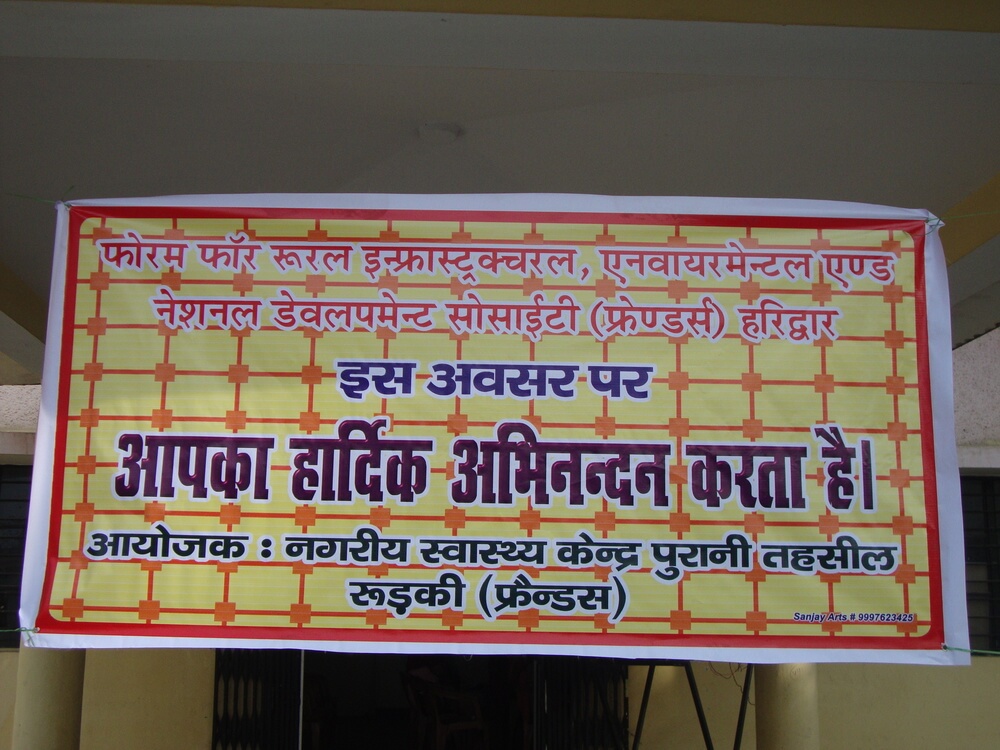 फोरम फॉर रूरल इन्फ्रास्ट्रक्चरल, एनवायरमेन्टल एण्ड
नेशनल डेवलपमेन्ट सोसाईटी (फ्रेण्डर्स) हरिद्वार
इस अवसर पर
आपका हार्दिक अभिनन्दन करता है।
आयोजक : नगरीय स्वास्थ्य केन्द्र पुरानी तहसील
रूड़की (फ्रैन्डस)
Sanjay Arts # 9997623425